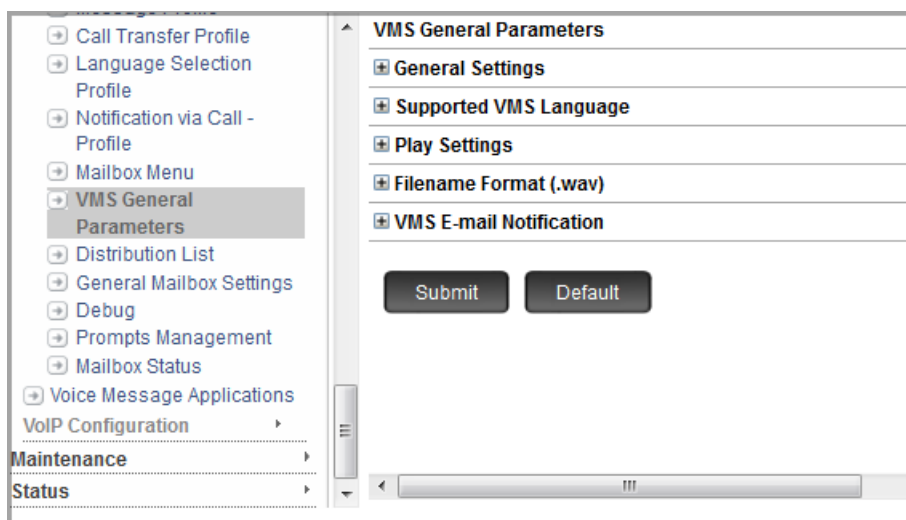 Call Transfer Profile
Language Selection
Profile
Notification via Call -
Profile
Mailbox Menu
VMS General
Parameters
Distribution List
General Mailbox Settings
Debug
Prompts Management
Mailbox Status
Voice Message Applications
VoIP Configuration
Maintenance
Status
VMS General Parameters
General Settings
Supported VMS Language
Play Settings
Filename Format (.wav)
VMS E-mail Notification
Submit
Default